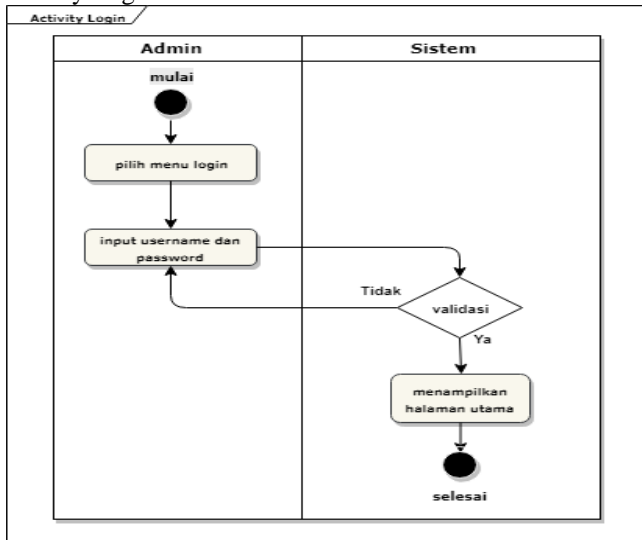 Activity Login
Admin
Sistem
mulai
pilih menu login
input username dan
password
Tidak
validasi
Ya
menampilkan
halaman utama
selesai